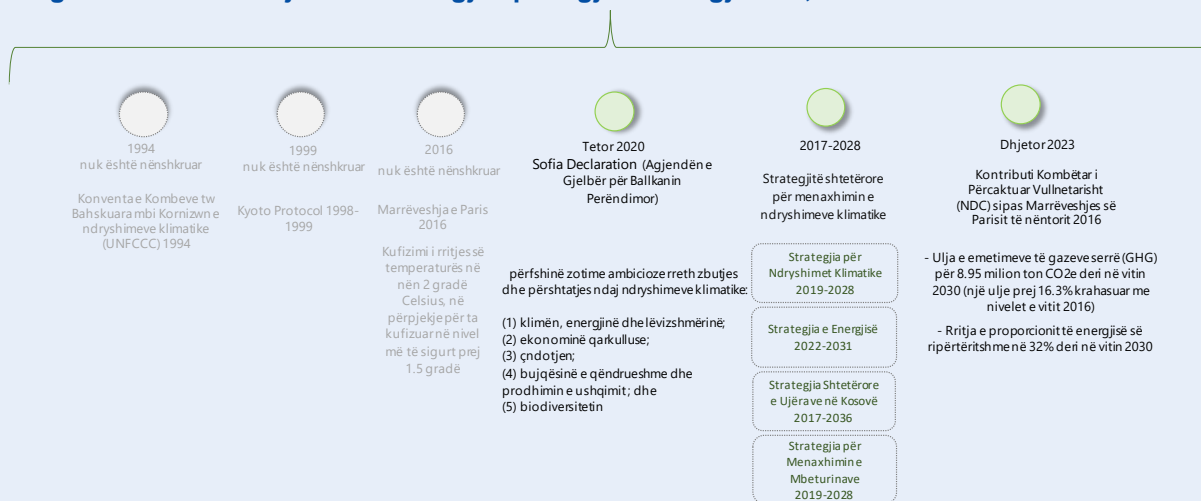 1994
nuk është nënshkruar
Konventa e Kombeve tw
Bahskuara mbi Kornizwn e
ndryshimeve klimatike
(UNFCCC) 1994
1999
nuk është nënshkruar
Kyoto Protocol 1998-
1999
2016
nuk është nënshkruar
Marrëveshja e Paris
2016
Kufizimi i rritjes së
temperaturës në
nën 2 gradë
Celsius, në
përpjekje për ta
kufizuar në nivel
më të sigurt prej
1.5 gradë
Tetor 2020
Sofia Declaration (Agjendën e
Gjelbër për Ballkanin
Perëndimor)
përfshinë zotime ambicioze rreth zbutjes
dhe përshtatjes ndaj ndryshimeve klimatike:
(1) klimën, energjinë dhe lëvizshmërinë;
(2) ekonominë qarkulluse;
(3) çndotjen;
(4) bujqësinë e qëndrueshme dhe
prodhimin e ushqimit; dhe
(5) biodiversitetin
2017-2028
Strategjitë shtetërore
për menaxhimin e
ndryshimeve klimatike
Strategjia për
Ndryshimet Klimatike
2019-2028
Strategjia e Energjisë
2022-2031
Strategjia Shtetërore
e Ujërave në Kosovë
2017-2036
Strategjia për
Menaxhimin e
Mbeturinave
2019-2028
Dhjetor 2023
Kontributi Kombëtar i
Përcaktuar Vullnetarisht
(NDC) sipas Marrëveshjes së
Parisit të nëntorit 2016
- Ulja e emetimeve të gazeve serrë (GHG)
për 8.95 milion ton CO2e deri në vitin
2030 (një ulje prej 16.3% krahasuar me
nivelet e vitit 2016)
- Rritja e proporcionit të energjisë së
ripërtëritshme në 32% deri në vitin 2030